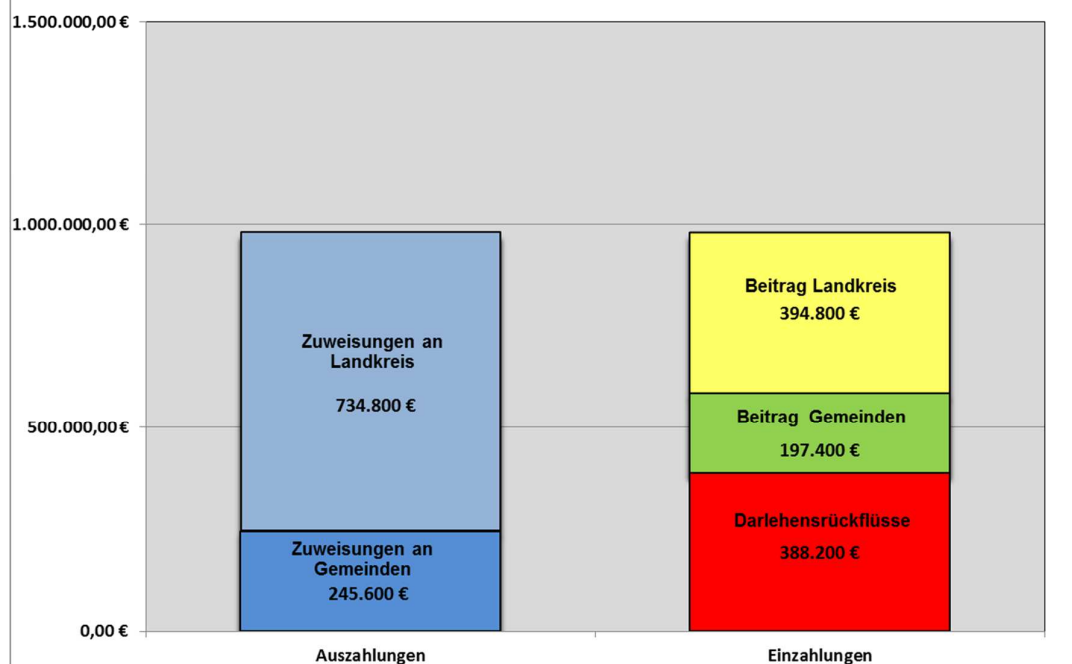 1.500.000,00 €
1.000.000,00 €
500.000,00 €
0,00 €
Zuweisungen an
Landkreis
734.800 €
Zuweisungen an
Gemeinden
245.600 €
Beitrag Landkreis
394.800 €
Beitrag Gemeinden
197.400 €
Darlehensrückflüsse
388.200 €
Auszahlungen
Einzahlungen